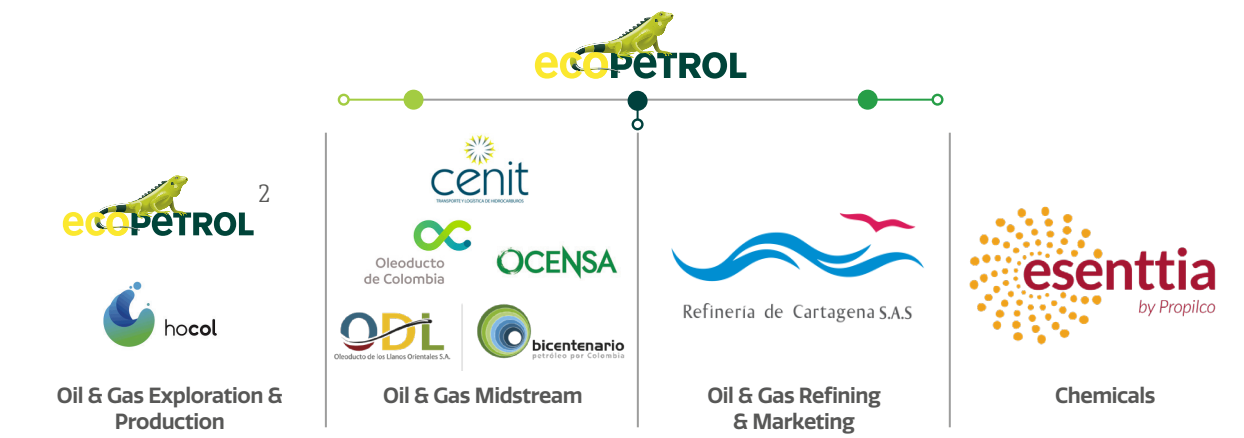 ecoPETROL
ecoPETROL
2
hocol
Oil & Gas Exploration &
Production
cenit
TRANSPORTE Y LOGÍSTICA DE HIDROCARBUROS
Oleoducto
de Colombia
OCENSA
ODL
Oleoducto de los Llanos Orientales S.A.
bicentenario
petróleo por Colombia
Oil & Gas Midstream
Refinería de Cartagena S.A.S
Oil & Gas Refining
& Marketing
esenttia
by Propilco
Chemicals